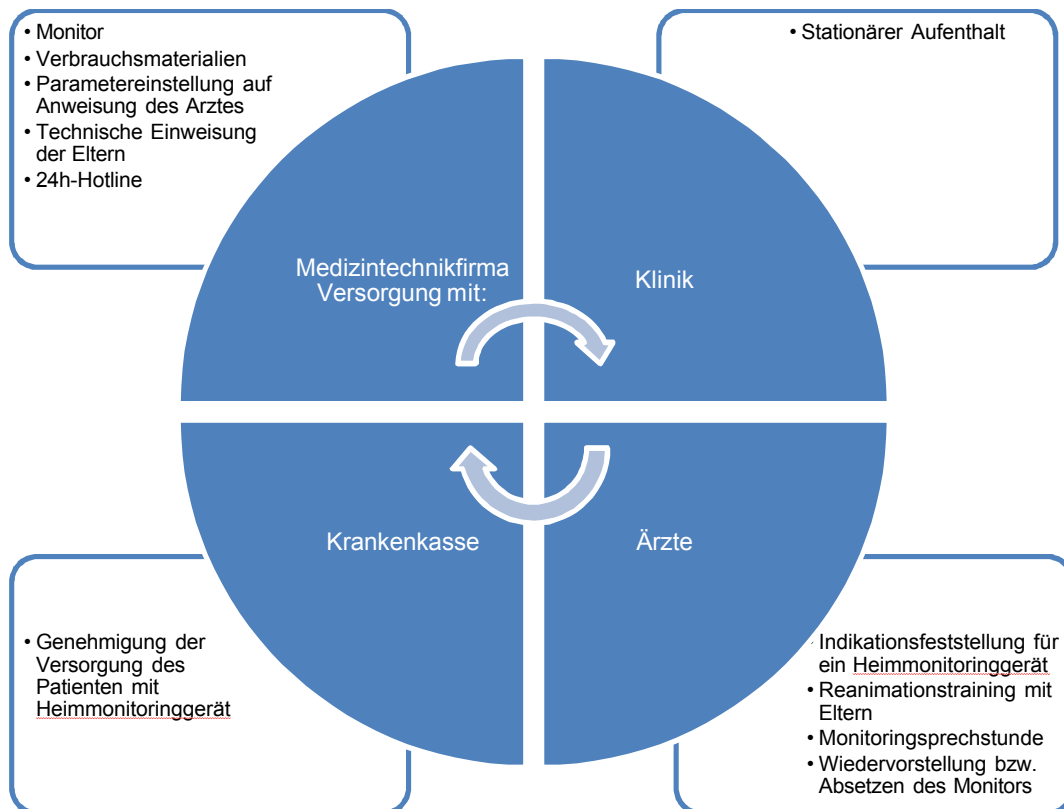 • Monitor
• Verbrauchsmaterialien
• Parametereinstellung auf
Anweisung des Arztes
• Technische Einweisung
der Eltern
• 24h-Hotline
• Stationärer Aufenthalt
Medizintechnikfirma
Versorgung mit:
Klinik
Krankenkasse
Ärzte
• Genehmigung der
Versorgung des
Patienten mit
Heimmonitoringgerät
• Indikationsfeststellung für
ein Heimmonitoringgerät
• Reanimationstraining mit
Eltern
• Monitoringsprechstunde
• Wiedervorstellung bzw.
Absetzen des Monitors